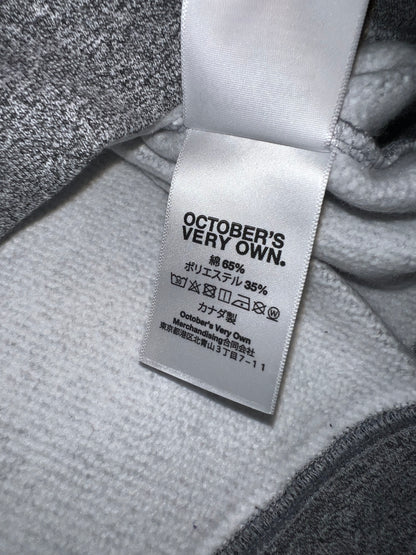 OCTOBER'S
VERY OWN.
綿 65%
ポリエステル 35%
カナダ製
October's Very Own
Merchandising合同会社
東京都港区北青山3丁目7-11